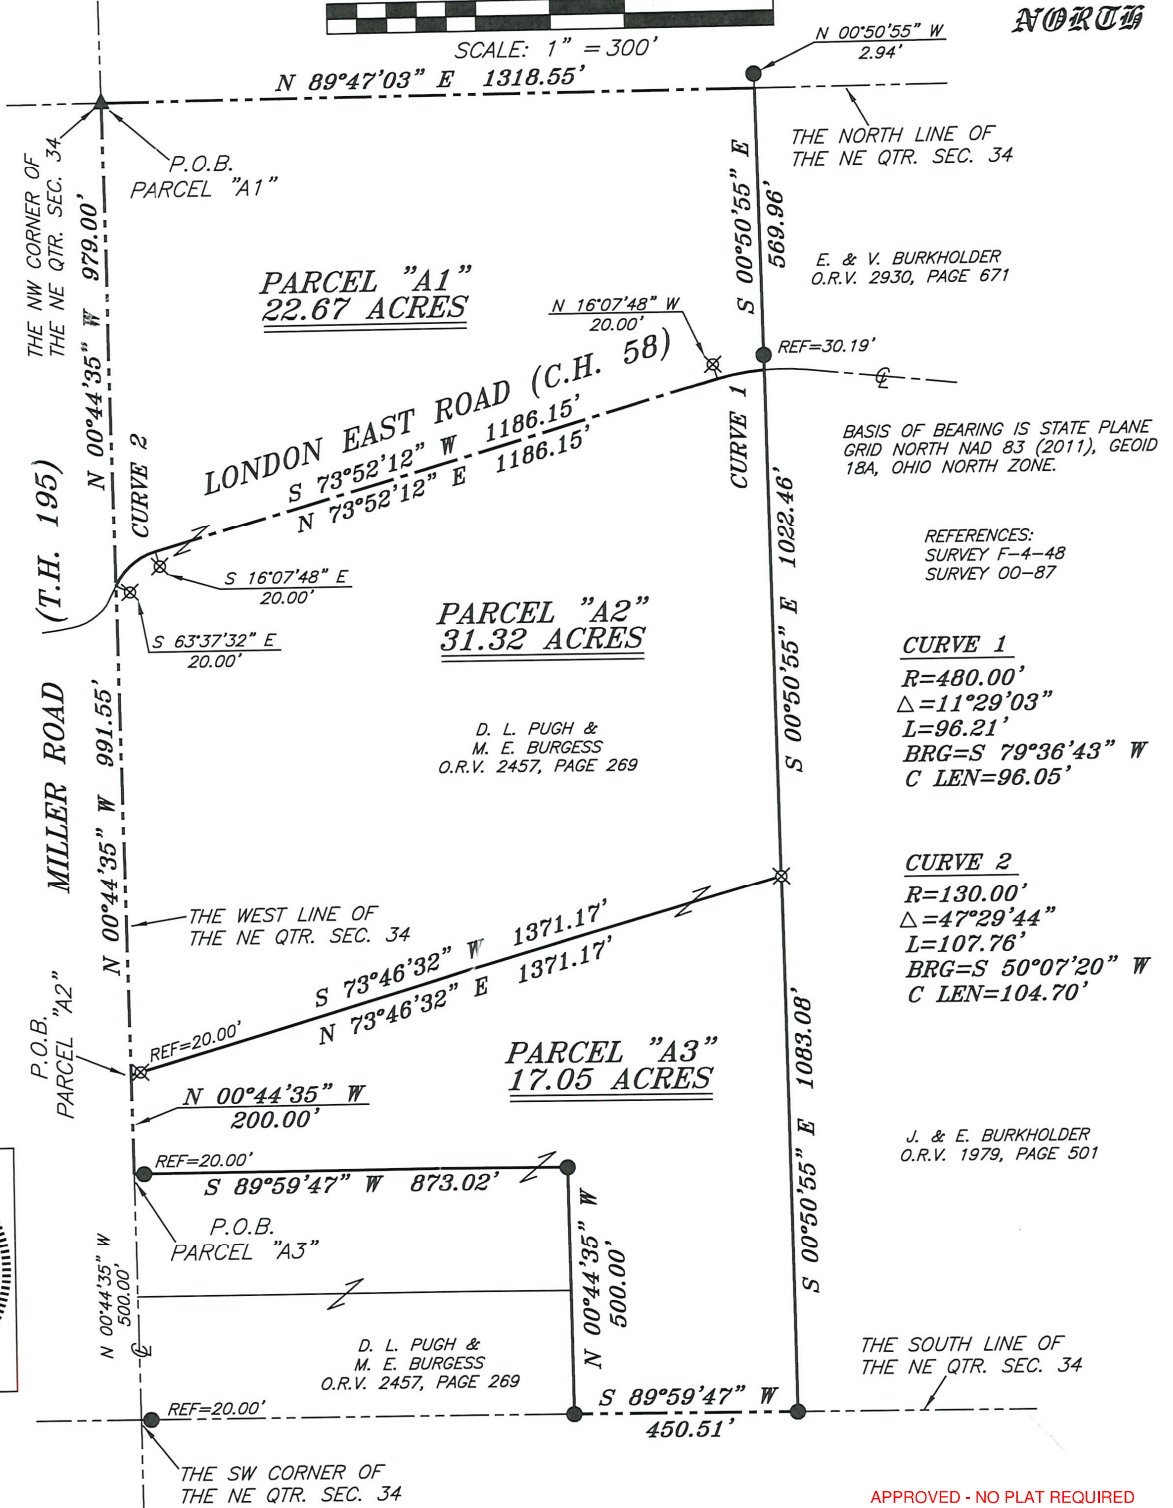 NORTH
SCALE: 1" = 300'
N 00°50'55" W
2.94'
N 89°47'03" E 1318.55'
THE NW CORNER OF
THE NE QTR. SEC. 34
P.O.B.
PARCEL "A1"
THE NORTH LINE OF
THE NE QTR. SEC. 34
N 00°44'35" W 979.00'
S 00°50'55" E
569.96'
PARCEL "A1"
22.67 ACRES
E. & V. BURKHOLDER
O.R.V. 2930, PAGE 671
N 16°07'48" W
20.00'
REF=30.19'
LONDON EAST ROAD (C.H. 58)
S 73°52'12" W 1186.15'
N 73°52'12" E 1186.15'
CURVE 1
CURVE 2
℄
BASIS OF BEARING IS STATE PLANE
GRID NORTH NAD 83 (2011), GEOID
18A, OHIO NORTH ZONE.
REFERENCES:
SURVEY F-4-48
SURVEY OO-87
S 16°07'48" E
20.00'
S 63°37'32" E
20.00'
MILLER ROAD (T.H. 195)
PARCEL "A2"
31.32 ACRES
S 00°50'55" E 1022.46'
D. L. PUGH &
M. E. BURGESS
O.R.V. 2457, PAGE 269
CURVE 1
R=480.00'
△=11°29'03"
L=96.21'
BRG=S 79°36'43" W
C LEN=96.05'
CURVE 2
R=130.00'
△=47°29'44"
L=107.76'
BRG=S 50°07'20" W
C LEN=104.70'
N 00°44'35" W 991.55'
THE WEST LINE OF
THE NE QTR. SEC. 34
S 73°46'32" W 1371.17'
N 73°46'32" E 1371.17'
P.O.B.
PARCEL "A2"
REF=20.00'
PARCEL "A3"
17.05 ACRES
N 00°44'35" W
200.00'
S 00°50'55" E 1083.08'
REF=20.00'
S 89°59'47" W 873.02'
P.O.B.
PARCEL "A3"
J. & E. BURKHOLDER
O.R.V. 1979, PAGE 501
N 00°44'35" W
500.00'
℄
N 00°44'35" W
500.00'
D. L. PUGH &
M. E. BURGESS
O.R.V. 2457, PAGE 269
THE SOUTH LINE OF
THE NE QTR. SEC. 34
REF=20.00'
S 89°59'47" W
450.51'
THE SW CORNER OF
THE NE QTR. SEC. 34
APPROVED - NO PLAT REQUIRED